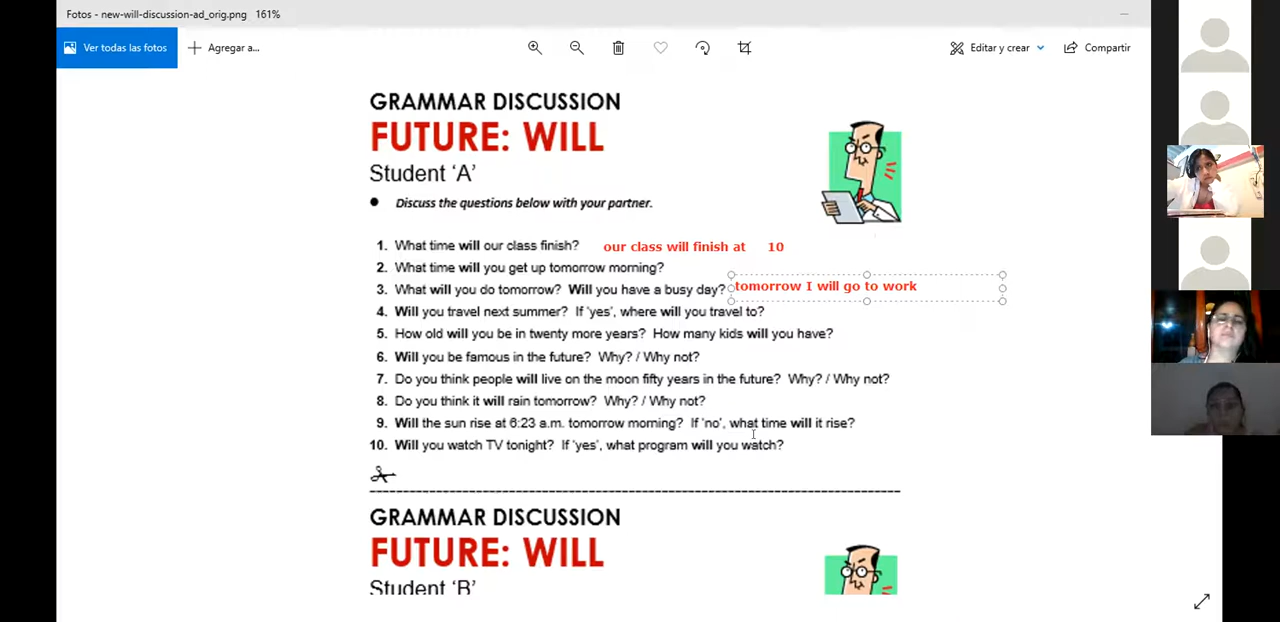 Fotos - new-will-discussion-ad_orig.png 161%
Ver todas las fotos
Agregar a...
Editar y crear
Compartir
GRAMMAR DISCUSSION
FUTURE: WILL
Student 'A'
Discuss the questions below with your partner.
1. What time will our class finish? our class will finish at 10
2. What time will you get up tomorrow morning?
3. What will you do tomorrow? Will you have a busy day? tomorrow I will go to work
4. Will you travel next summer? If 'yes', where will you travel to?
5. How old will you be in twenty more years? How many kids will you have?
6. Will you be famous in the future? Why? / Why not?
7. Do you think people will live on the moon fifty years in the future? Why? / Why not?
8. Do you think it will rain tomorrow? Why? / Why not?
9. Will the sun rise at 6:23 a.m. tomorrow morning? If 'no', what time will it rise?
10. Will you watch TV tonight? If 'yes', what program will you watch?
GRAMMAR DISCUSSION
FUTURE: WILL
Student 'B'